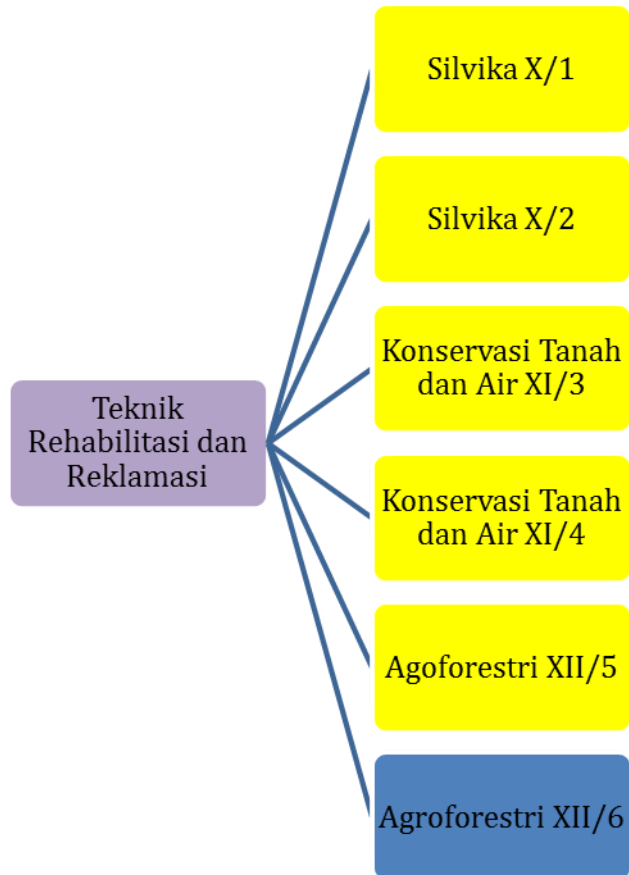 Silvika X/1
Silvika X/2
Konservasi Tanah
dan Air XI/3
Teknik
Rehabilitasi dan
Reklamasi
Konservasi Tanah
dan Air XI/4
Agoforestri XII/5
Agroforestri XII/6